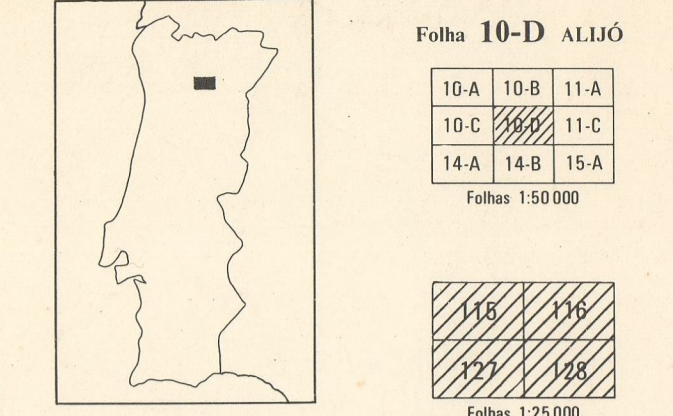 Folha 10-D ALIJÓ
10-A 10-B 11-A
10-C 10-D 11-C
14-A 14-B 15-A
Folhas 1:50 000
115 116
127 128
Folhas 1:25 000